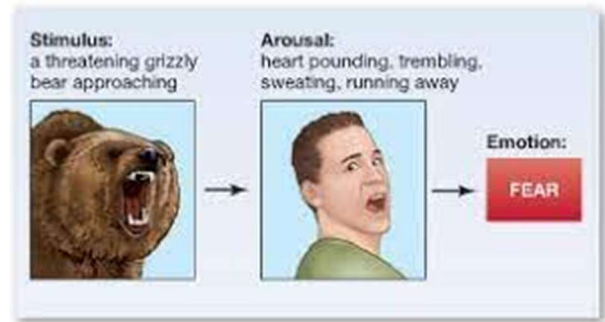 Stimulus:
a threatening grizzly
bear approaching
Arousal:
heart pounding, trembling,
sweating, running away
Emotion:
FEAR